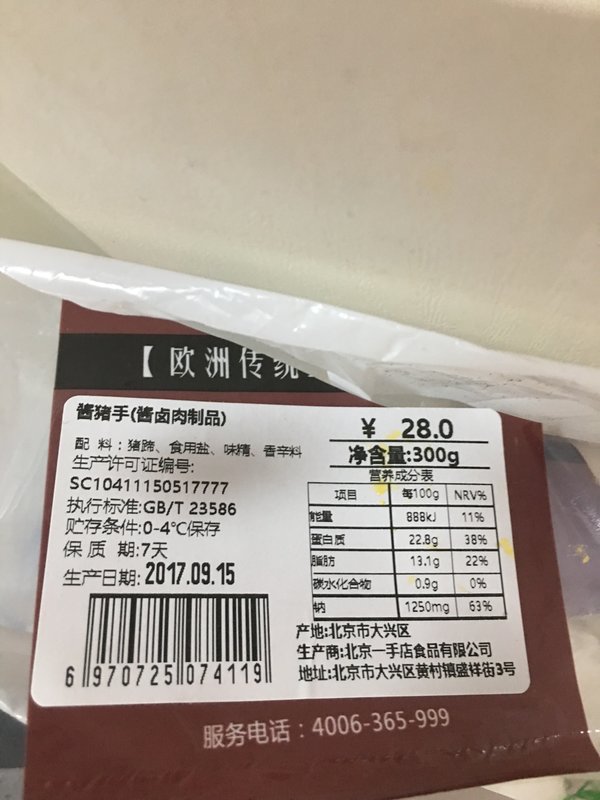 【欧洲传统
酱猪手(酱卤肉制品)
配 料：猪蹄、食用盐、味精、香辛料
生产许可证编号:
SC10411150517777
执行标准:GB/T 23586
贮存条件:0-4℃保存
保 质 期:7天
生产日期: 2017.09.15
6 970725 074119
¥ 28.0
净含量:300g
营养成分表
项目 每100g NRV%
能量 888kJ 11%
蛋白质 22.8g 38%
脂肪 13.1g 22%
碳水化合物 0.9g 0%
钠 1250mg 63%
产地:北京市大兴区
生产商:北京一手店食品有限公司
地址:北京市大兴区黄村镇盛祥街3号
服务电话：4006-365-999